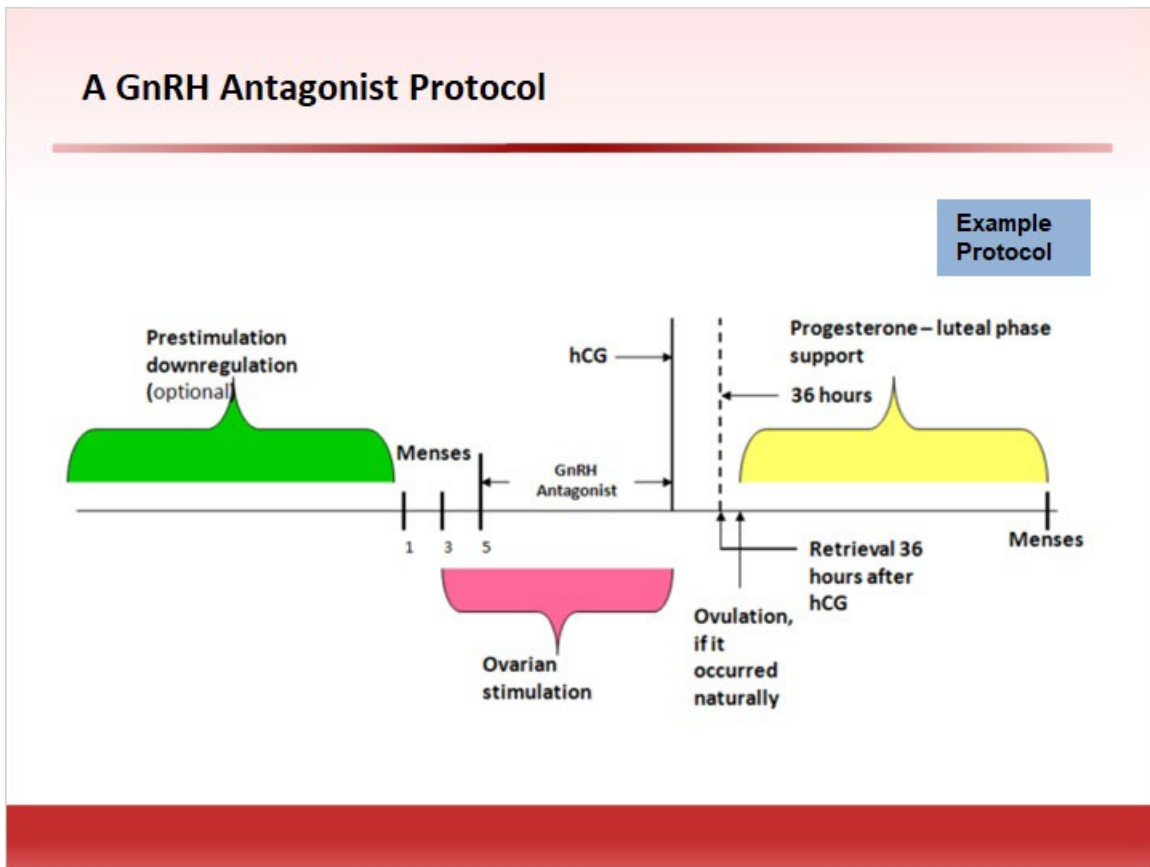 A GnRH Antagonist Protocol
Example
Protocol
Prestimulation
downregulation
(optional)
Menses
hCG
GnRH
Antagonist
Progesterone – luteal phase
support
36 hours
1 3 5
Menses
Retrieval 36
hours after
hCG
Ovulation,
if it
occurred
naturally
Ovarian
stimulation